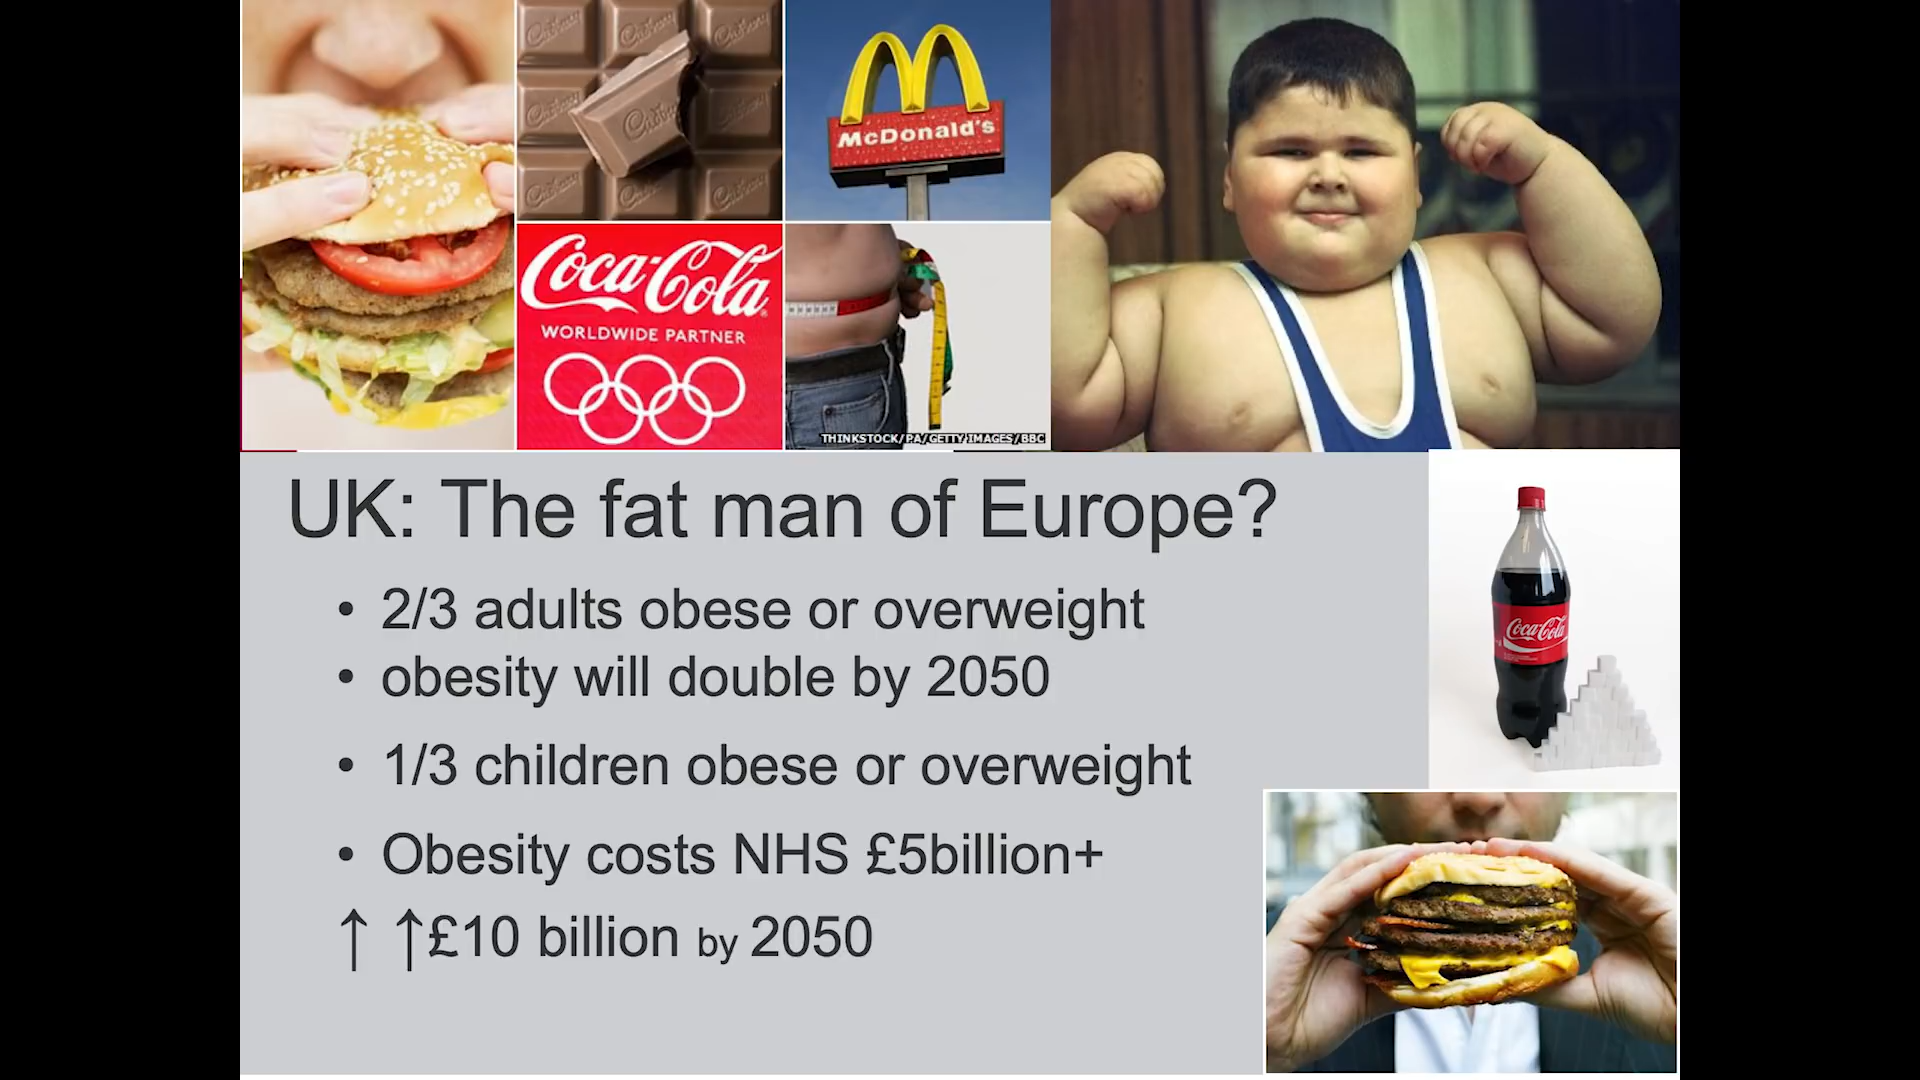 Cadbury
McDonald's
Coca-Cola
WORLDWIDE PARTNER
THINKSTOCK/PA/GETTY IMAGES/BBC
UK: The fat man of Europe?
• 2/3 adults obese or overweight
• obesity will double by 2050
• 1/3 children obese or overweight
• Obesity costs NHS £5billion+
↑ ↑£10 billion by 2050
Coca-Cola